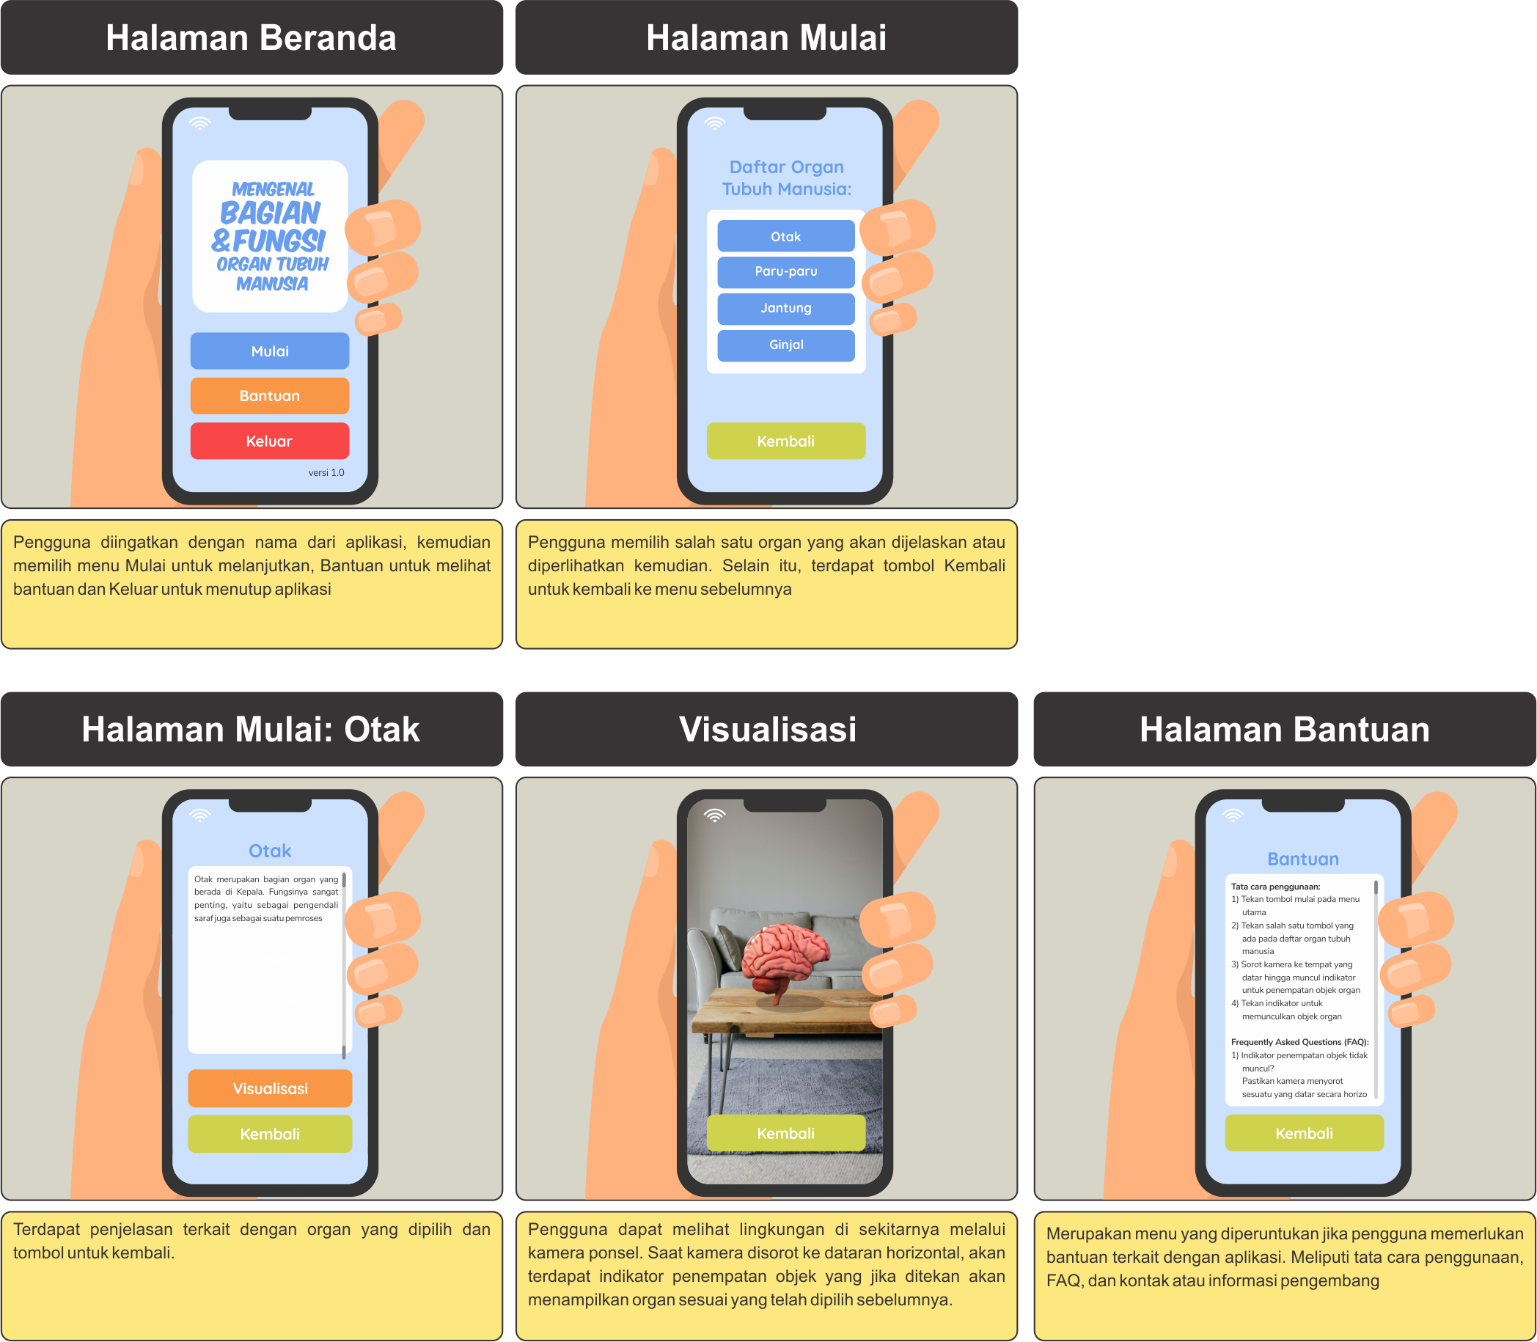 Halaman Beranda
MENGENAL
BAGIAN
&FUNGSI
ORGAN TUBUH
MANUSIA
Mulai
Bantuan
Keluar
versi 1.0
Pengguna diingatkan dengan nama dari aplikasi, kemudian
memilih menu Mulai untuk melanjutkan, Bantuan untuk melihat
bantuan dan Keluar untuk menutup aplikasi
Halaman Mulai
Daftar Organ
Tubuh Manusia:
Otak
Paru-paru
Jantung
Ginjal
Kembali
Pengguna memilih salah satu organ yang akan dijelaskan atau
diperlihatkan kemudian. Selain itu, terdapat tombol Kembali
untuk kembali ke menu sebelumnya
Halaman Mulai: Otak
Otak
Otak merupakan bagian organ yang
berada di Kepala. Fungsinya sangat
penting, yaitu sebagai pengendali
saraf juga sebagai suatu pemroses
Visualisasi
Kembali
Terdapat penjelasan terkait dengan organ yang dipilih dan
tombol untuk kembali.
Visualisasi
Kembali
Pengguna dapat melihat lingkungan di sekitarnya melalui
kamera ponsel. Saat kamera disorot ke dataran horizontal, akan
terdapat indikator penempatan objek yang jika ditekan akan
menampilkan organ sesuai yang telah dipilih sebelumnya.
Halaman Bantuan
Bantuan
Tata cara penggunaan:
1) Tekan tombol mulai pada menu
utama
2) Tekan salah satu tombol yang
ada pada daftar organ tubuh
manusia
3) Sorot kamera ke tempat yang
datar hingga muncul indikator
untuk penempatan objek organ
4) Tekan indikator untuk
memunculkan objek organ
Frequently Asked Questions (FAQ):
1) Indikator penempatan objek tidak
muncul?
Pastikan kamera menyorot
sesuatu yang datar secara horizo
Kembali
Merupakan menu yang diperuntukan jika pengguna memerlukan
bantuan terkait dengan aplikasi. Meliputi tata cara penggunaan,
FAQ, dan kontak atau informasi pengembang